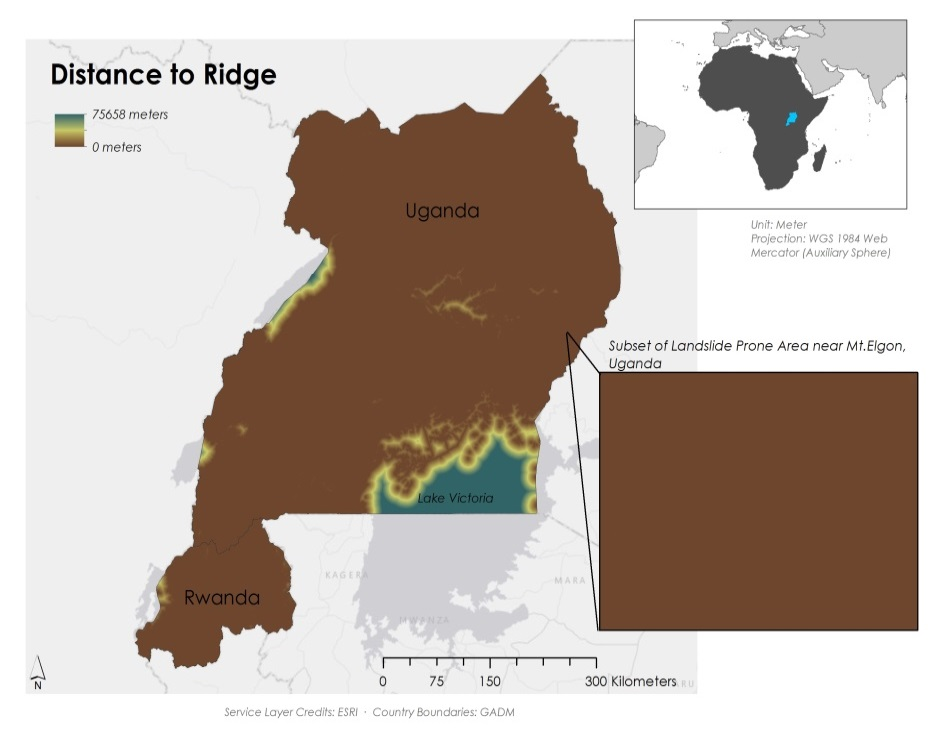 Distance to Ridge
75658 meters
0 meters
Uganda
Unit: Meter
Projection: WGS 1984 Web
Mercator (Auxiliary Sphere)
Subset of Landslide Prone Area near Mt.Elgon,
Uganda
Lake Victoria
KAGERA
MARA
Rwanda
N
0 75 150 300 Kilometers
Service Layer Credits: ESRI · Country Boundaries: GADM